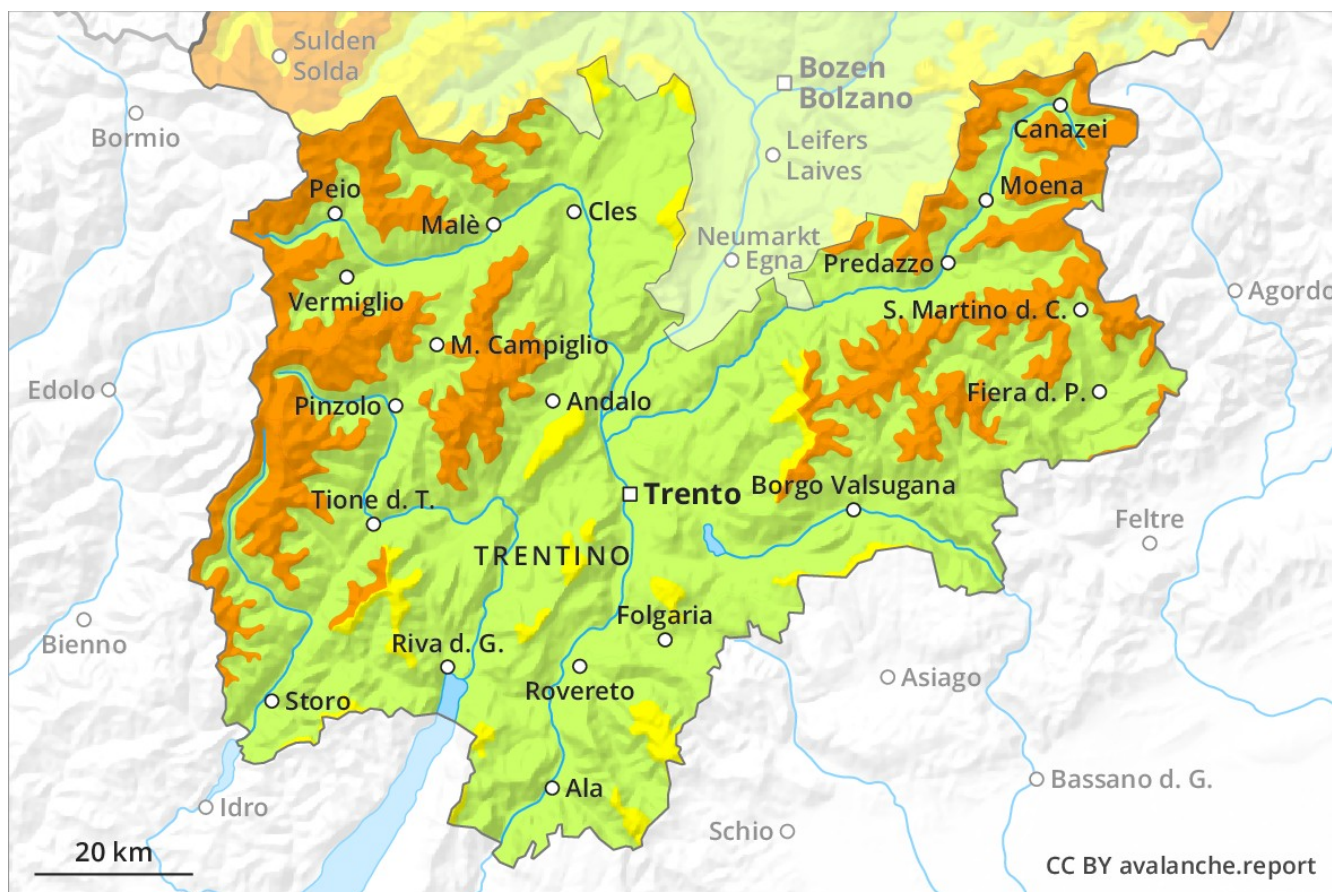 Sulden
Solda
Bozen
Bolzano
Bormio
Canazei
Leifers
Laives
Peio
Moena
Malè
Cles
Neumarkt
Egna
Predazzo
Vermiglio
Agordo
S. Martino d. C.
M. Campiglio
Edolo
Pinzolo
Andalo
Fiera d. P.
Trento
Borgo Valsugana
Tione d. T.
Feltre
TRENTINO
Bienno
Folgaria
Riva d. G.
Asiago
Rovereto
Storo
Ala
Bassano d. G.
Idro
Schio
20 km
CC BY avalanche.report